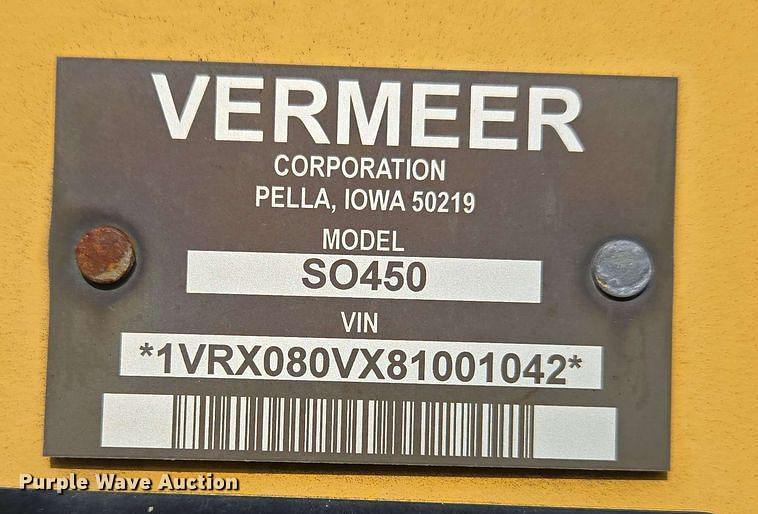 VERMEER
CORPORATION
PELLA, IOWA 50219
MODEL
SO450
VIN
*1VRX080VX81001042*
Purple Wave Auction